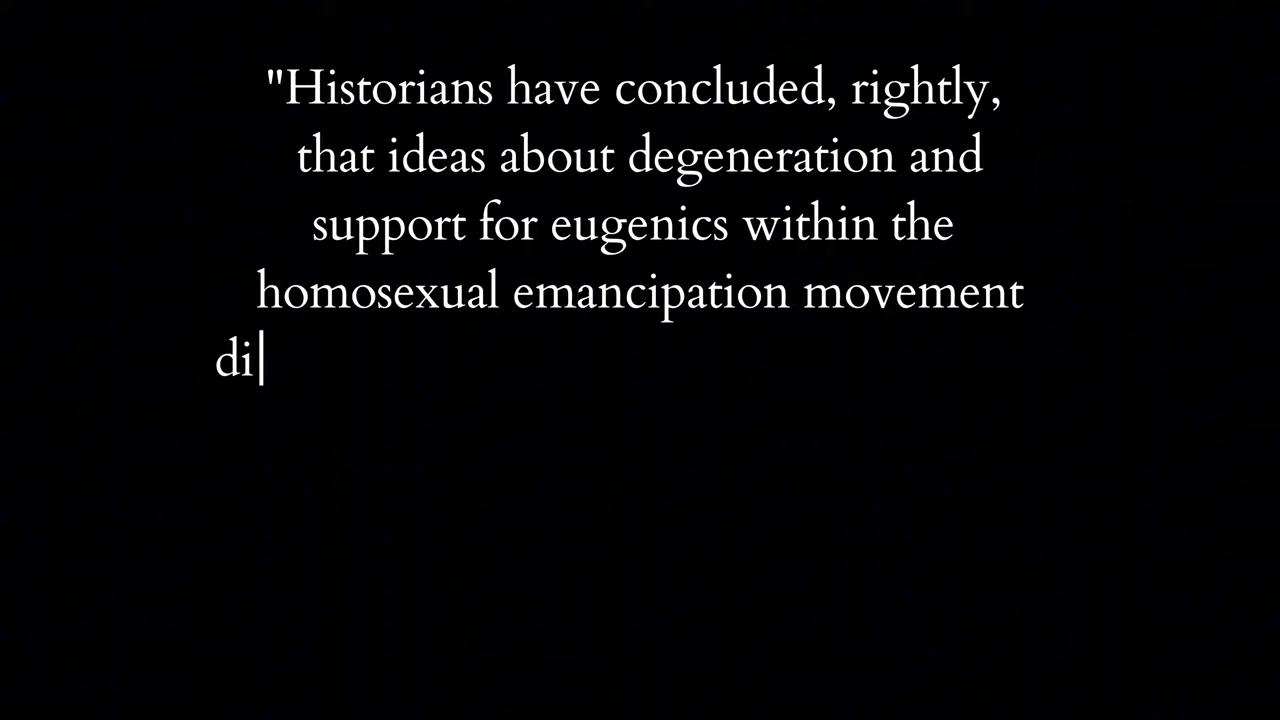 "Historians have concluded, rightly,
that ideas about degeneration and
support for eugenics within the
homosexual emancipation movement
di